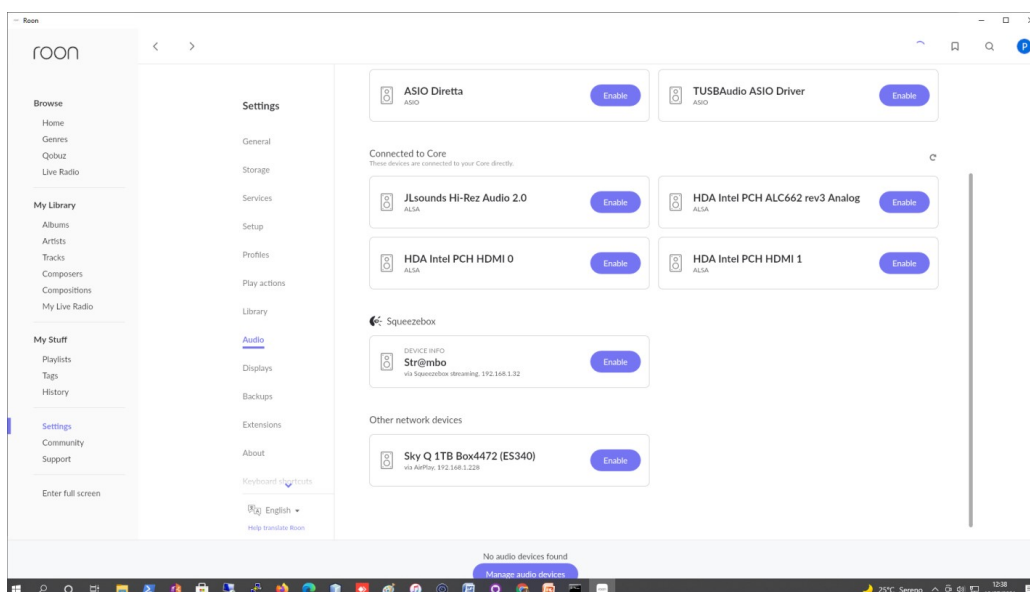 Roon
roon
Browse
Home
Genres
Qobuz
Live Radio
My Library
Albums
Artists
Tracks
Composers
Compositions
My Live Radio
My Stuff
Playlists
Tags
History
Settings
Community
Support
Enter full screen
Settings
General
Storage
Services
Setup
Profiles
Play actions
Library
Audio
Displays
Backups
Extensions
About
Keyboard shortcuts
English
Help translate Roon
P
ASIO Diretta
ASIO
Enable
TUSBAudio ASIO Driver
ASIO
Enable
Connected to Core
These devices are connected to your Core directly.
JLsounds Hi-Rez Audio 2.0
ALSA
Enable
HDA Intel PCH ALC662 rev3 Analog
ALSA
Enable
HDA Intel PCH HDMI 0
ALSA
Enable
HDA Intel PCH HDMI 1
ALSA
Enable
Squeezebox
DEVICE INFO
Str@mbo
via Squeezebox streaming, 192.168.1.32
Enable
Other network devices
Sky Q 1TB Box4472 (ES340)
via AirPlay, 192.168.1.228
Enable
No audio devices found
Manage audio devices
25°C Sereno
12:38